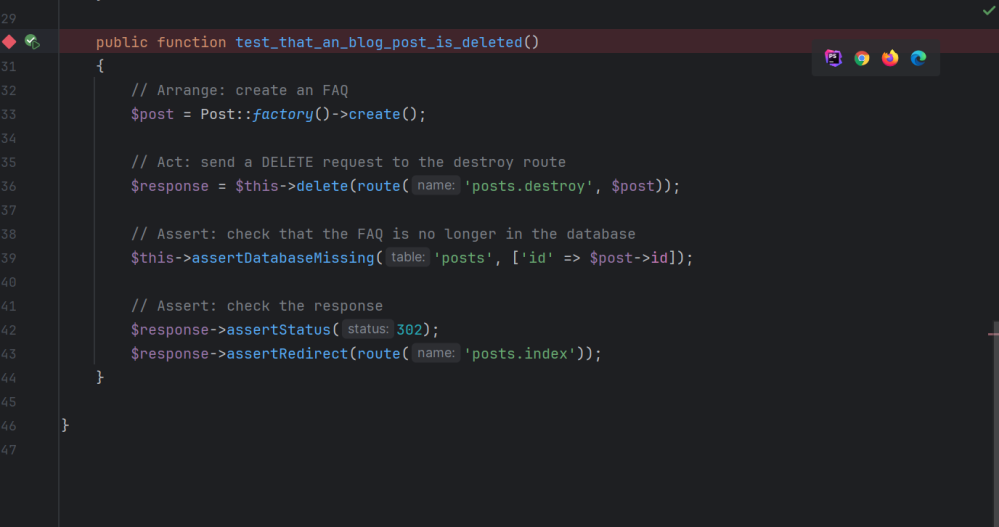 29
public function test_that_an_blog_post_is_deleted()
31 {
32 // Arrange: create an FAQ
33 $post = Post::factory()->create();
34
35 // Act: send a DELETE request to the destroy route
36 $response = $this->delete(route( name: 'posts.destroy', $post));
37
38 // Assert: check that the FAQ is no longer in the database
39 $this->assertDatabaseMissing( table: 'posts', ['id' => $post->id]);
40
41 // Assert: check the response
42 $response->assertStatus( status: 302);
43 $response->assertRedirect(route( name: 'posts.index'));
44 }
45
46 }
47
PS